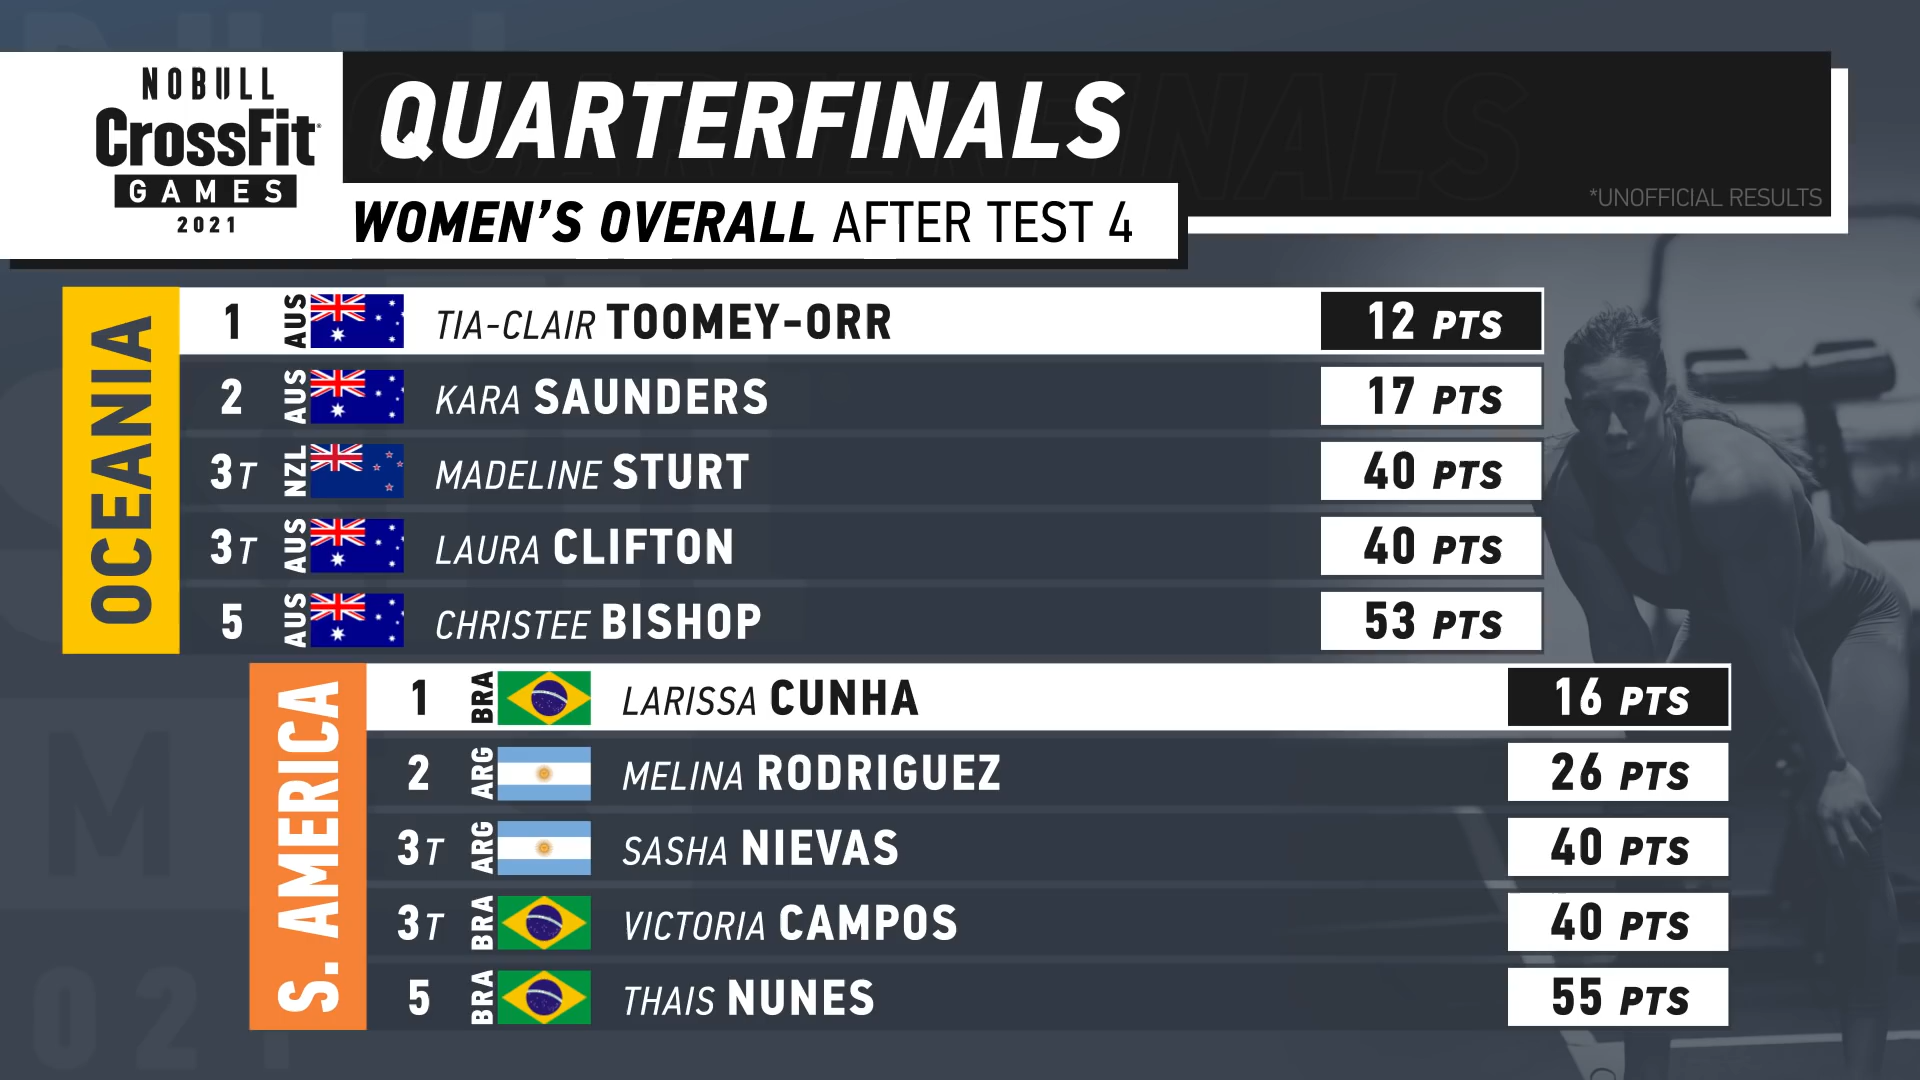 NOBULL
CrossFit
GAMES
2021
QUARTERFINALS
*UNOFFICIAL RESULTS
WOMEN'S OVERALL AFTER TEST 4
OCEANIA
1 AUS TIA-CLAIR TOOMEY-ORR 12 PTS
2 AUS KARA SAUNDERS 17 PTS
3T NZL MADELINE STURT 40 PTS
3T AUS LAURA CLIFTON 40 PTS
5 AUS CHRISTEE BISHOP 53 PTS
S. AMERICA
1 BRA LARISSA CUNHA 16 PTS
2 ARG MELINA RODRIGUEZ 26 PTS
3T ARG SASHA NIEVAS 40 PTS
3T BRA VICTORIA CAMPOS 40 PTS
5 BRA THAIS NUNES 55 PTS